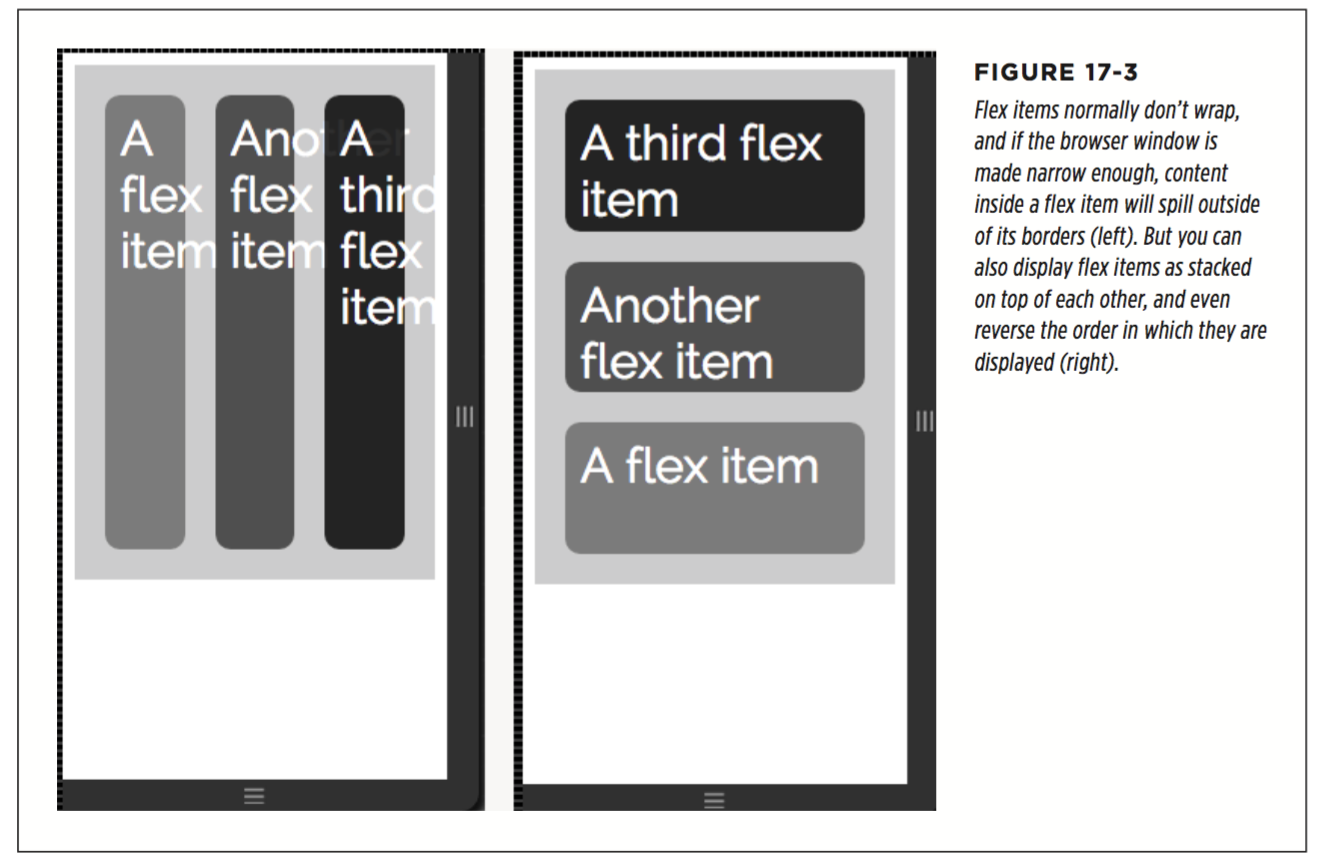 A
flex
item
Another
flex
item
A
third
flex
item
A third flex
item
Another
flex item
A flex item
FIGURE 17-3
Flex items normally don’t wrap,
and if the browser window is
made narrow enough, content
inside a flex item will spill outside
of its borders (left). But you can
also display flex items as stacked
on top of each other, and even
reverse the order in which they are
displayed (right).